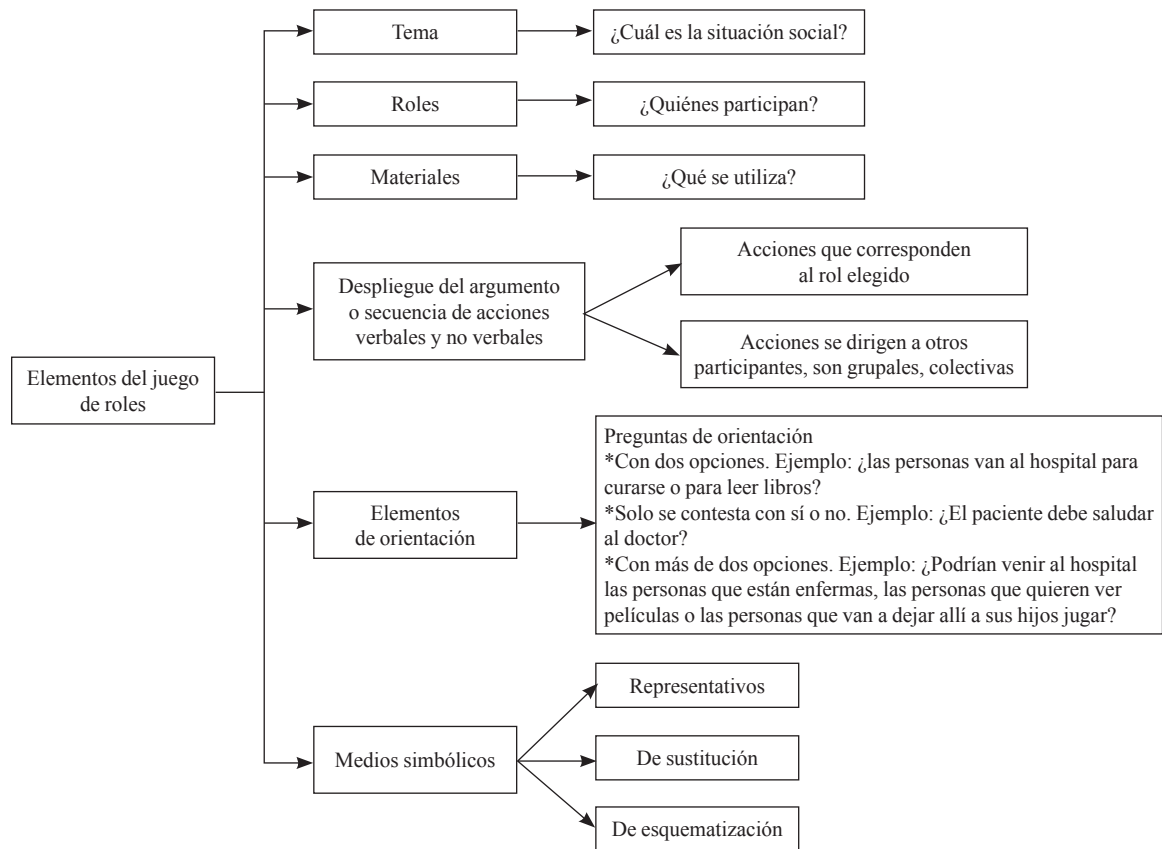 Tema
¿Cuál es la situación social?
Roles
¿Quiénes participan?
Materiales
¿Qué se utiliza?
Despliegue del argumento
o secuencia de acciones
verbales y no verbales
Acciones que corresponden
al rol elegido
Acciones se dirigen a otros
participantes, son grupales, colectivas
Elementos del juego
de roles
Elementos
de orientación
Preguntas de orientación
*Con dos opciones. Ejemplo: ¿las personas van al hospital para
curarse o para leer libros?
*Solo se contesta con sí o no. Ejemplo: ¿El paciente debe saludar
al doctor?
*Con más de dos opciones. Ejemplo: ¿Podrían venir al hospital
las personas que están enfermas, las personas que quieren ver
películas o las personas que van a dejar allí a sus hijos jugar?
Medios simbólicos
Representativos
De sustitución
De esquematización